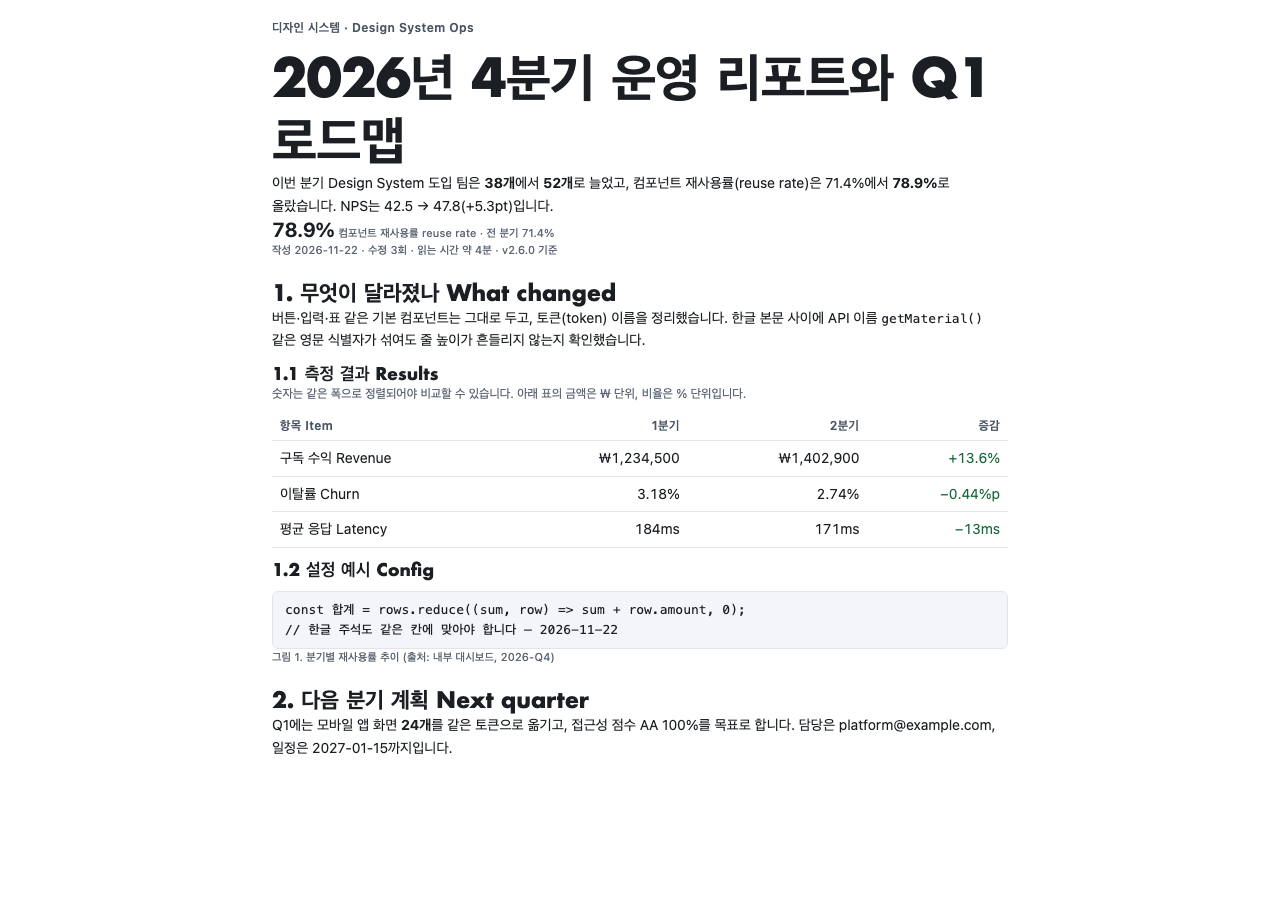 디자인 시스템 · Design System Ops
2026년 4분기 운영 리포트와 Q1
로드맵
이번 분기 Design System 도입 팀은 38개에서 52개로 늘었고, 컴포넌트 재사용률(reuse rate)은 71.4%에서 78.9%로
올랐습니다. NPS는 42.5 → 47.8(+5.3pt)입니다.
78.9% 컴포넌트 재사용률 reuse rate · 전 분기 71.4%
작성 2026-11-22 · 수정 3회 · 읽는 시간 약 4분 · v2.6.0 기준
1. 무엇이 달라졌나 What changed
버튼·입력·표 같은 기본 컴포넌트는 그대로 두고, 토큰(token) 이름을 정리했습니다. 한글 본문 사이에 API 이름 getMaterial()
같은 영문 식별자가 섞여도 줄 높이가 흔들리지 않는지 확인했습니다.
1.1 측정 결과 Results
숫자는 같은 폭으로 정렬되어야 비교할 수 있습니다. 아래 표의 금액은 ₩ 단위, 비율은 % 단위입니다.
항목 Item 1분기 2분기 증감
구독 수익 Revenue ₩1,234,500 ₩1,402,900 +13.6%
이탈률 Churn 3.18% 2.74% −0.44%p
평균 응답 Latency 184ms 171ms −13ms
1.2 설정 예시 Config
const 합계 = rows.reduce((sum, row) => sum + row.amount, 0);
// 한글 주석도 같은 칸에 맞아야 합니다 — 2026-11-22
그림 1. 분기별 재사용률 추이 (출처: 내부 대시보드, 2026-Q4)
2. 다음 분기 계획 Next quarter
Q1에는 모바일 앱 화면 24개를 같은 토큰으로 옮기고, 접근성 점수 AA 100%를 목표로 합니다. 담당은 platform@example.com,
일정은 2027-01-15까지입니다.